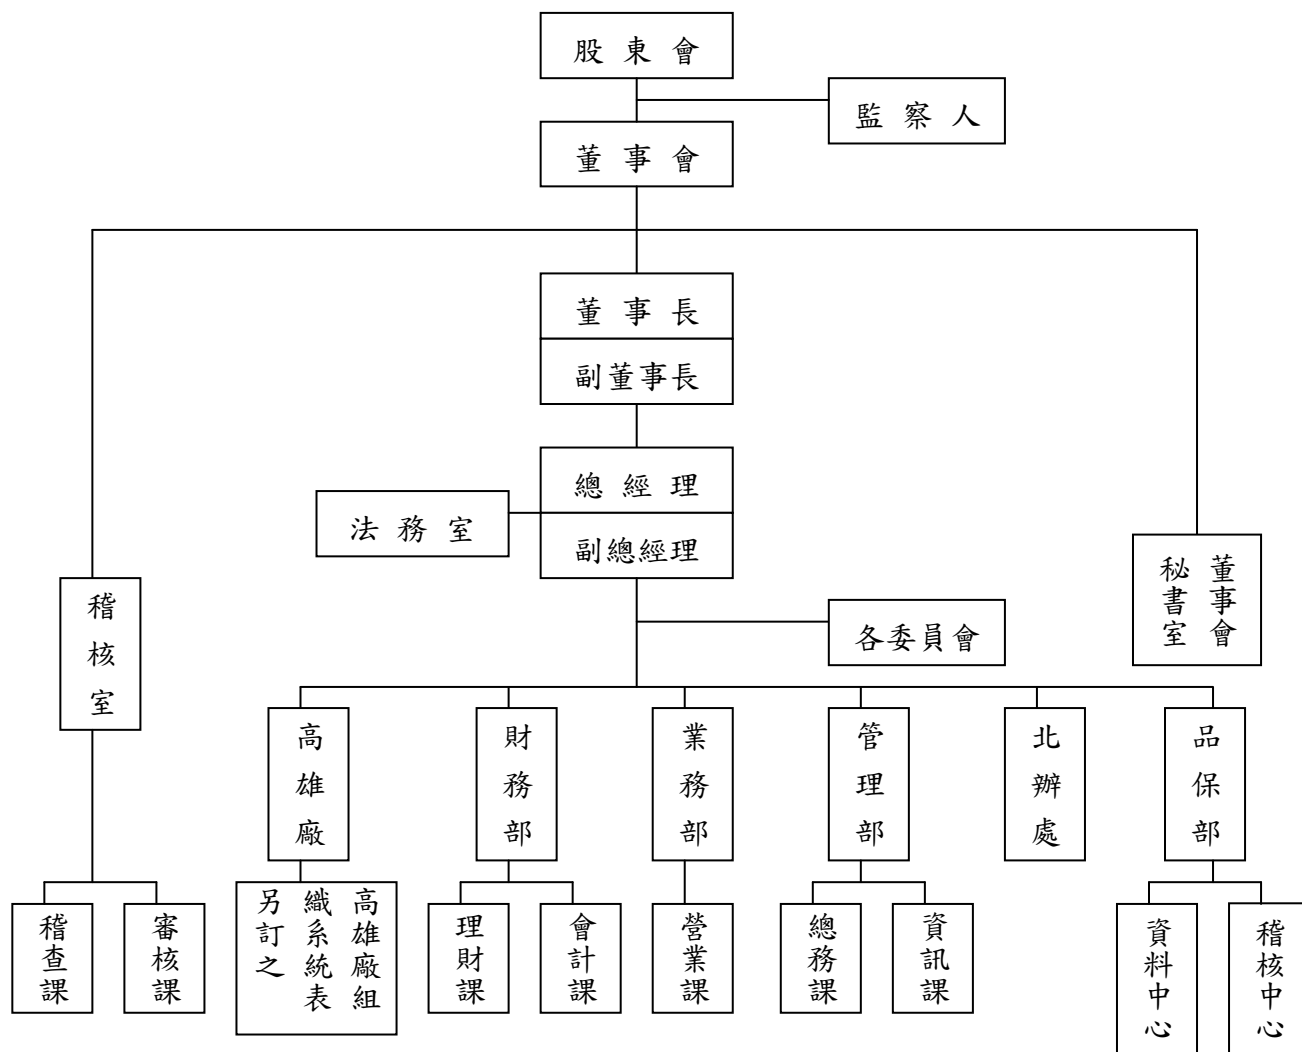 股東會
監察人
董事會
董事長
副董事長
總經理
法務室
副總經理
董事會
秘書室
稽核室
各委員會
高雄廠
財務部
業務部
管理部
北辦處
品保部
稽查課
審核課
高雄廠組
織系統表
另訂之
理財課
會計課
營業課
總務課
資訊課
資料中心
稽核中心